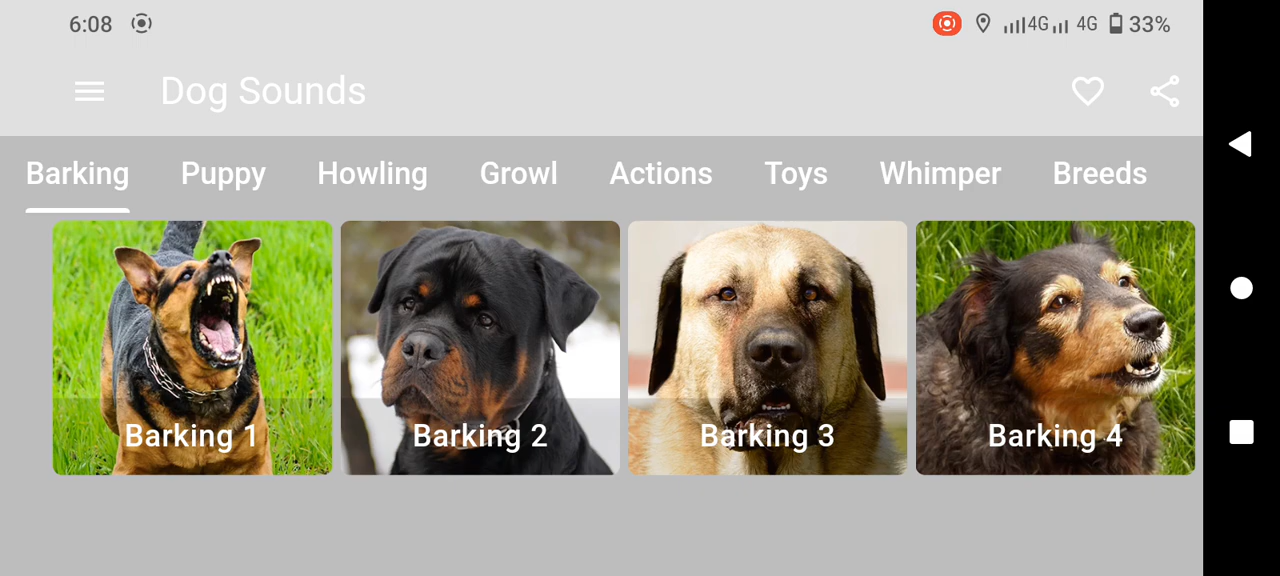 6:08 4G 4G 33%
Dog Sounds
Barking Puppy Howling Growl Actions Toys Whimper Breeds
Barking 1 Barking 2 Barking 3 Barking 4